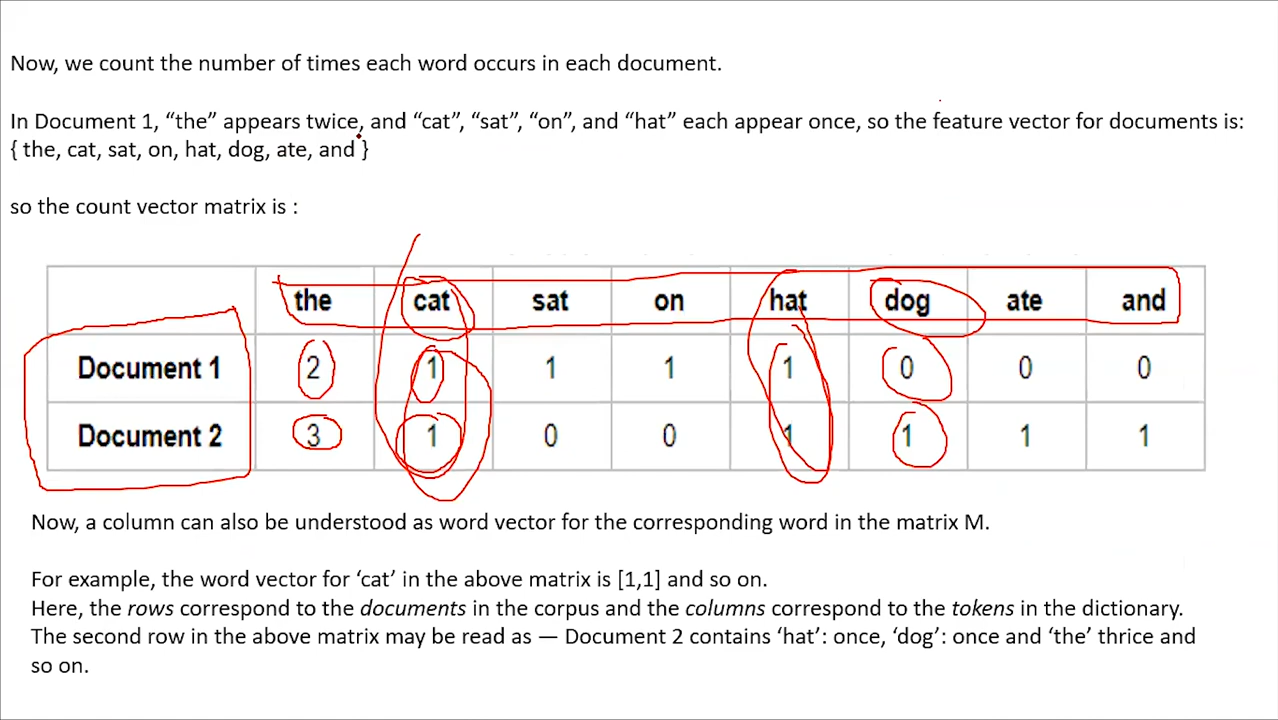 Now, we count the number of times each word occurs in each document.
In Document 1, “the” appears twice, and “cat”, “sat”, “on”, and “hat” each appear once, so the feature vector for documents is:
{ the, cat, sat, on, hat, dog, ate, and }
so the count vector matrix is :
the cat sat on hat dog ate and
Document 1 2 1 1 1 1 0 0 0
Document 2 3 1 0 0 1 1 1 1
Now, a column can also be understood as word vector for the corresponding word in the matrix M.
For example, the word vector for ‘cat’ in the above matrix is [1,1] and so on.
Here, the rows correspond to the documents in the corpus and the columns correspond to the tokens in the dictionary.
The second row in the above matrix may be read as — Document 2 contains ‘hat’: once, ‘dog’: once and ‘the’ thrice and
so on.